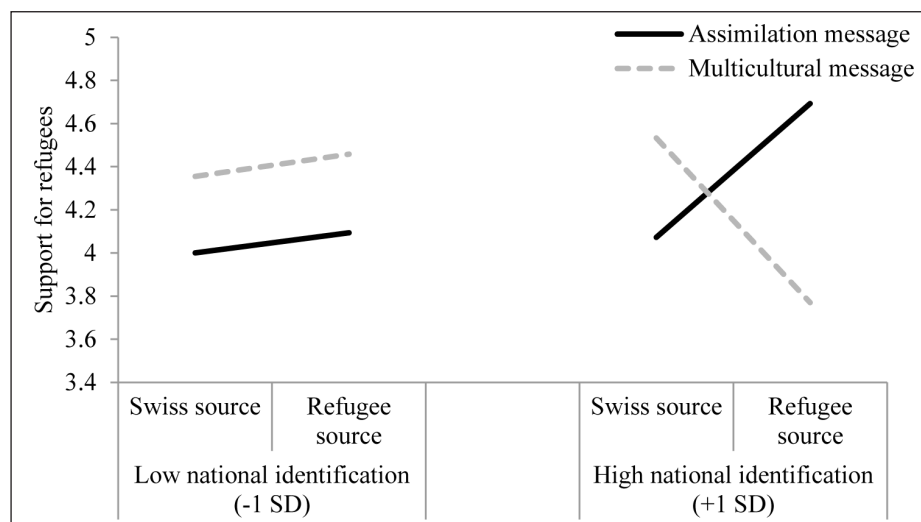 Assimilation message
Multicultural message
Support for refugees
5
4.8
4.6
4.4
4.2
4
3.8
3.6
3.4
Swiss source
Refugee
source
Swiss source
Refugee
source
Low national identification
(-1 SD)
High national identification
(+1 SD)